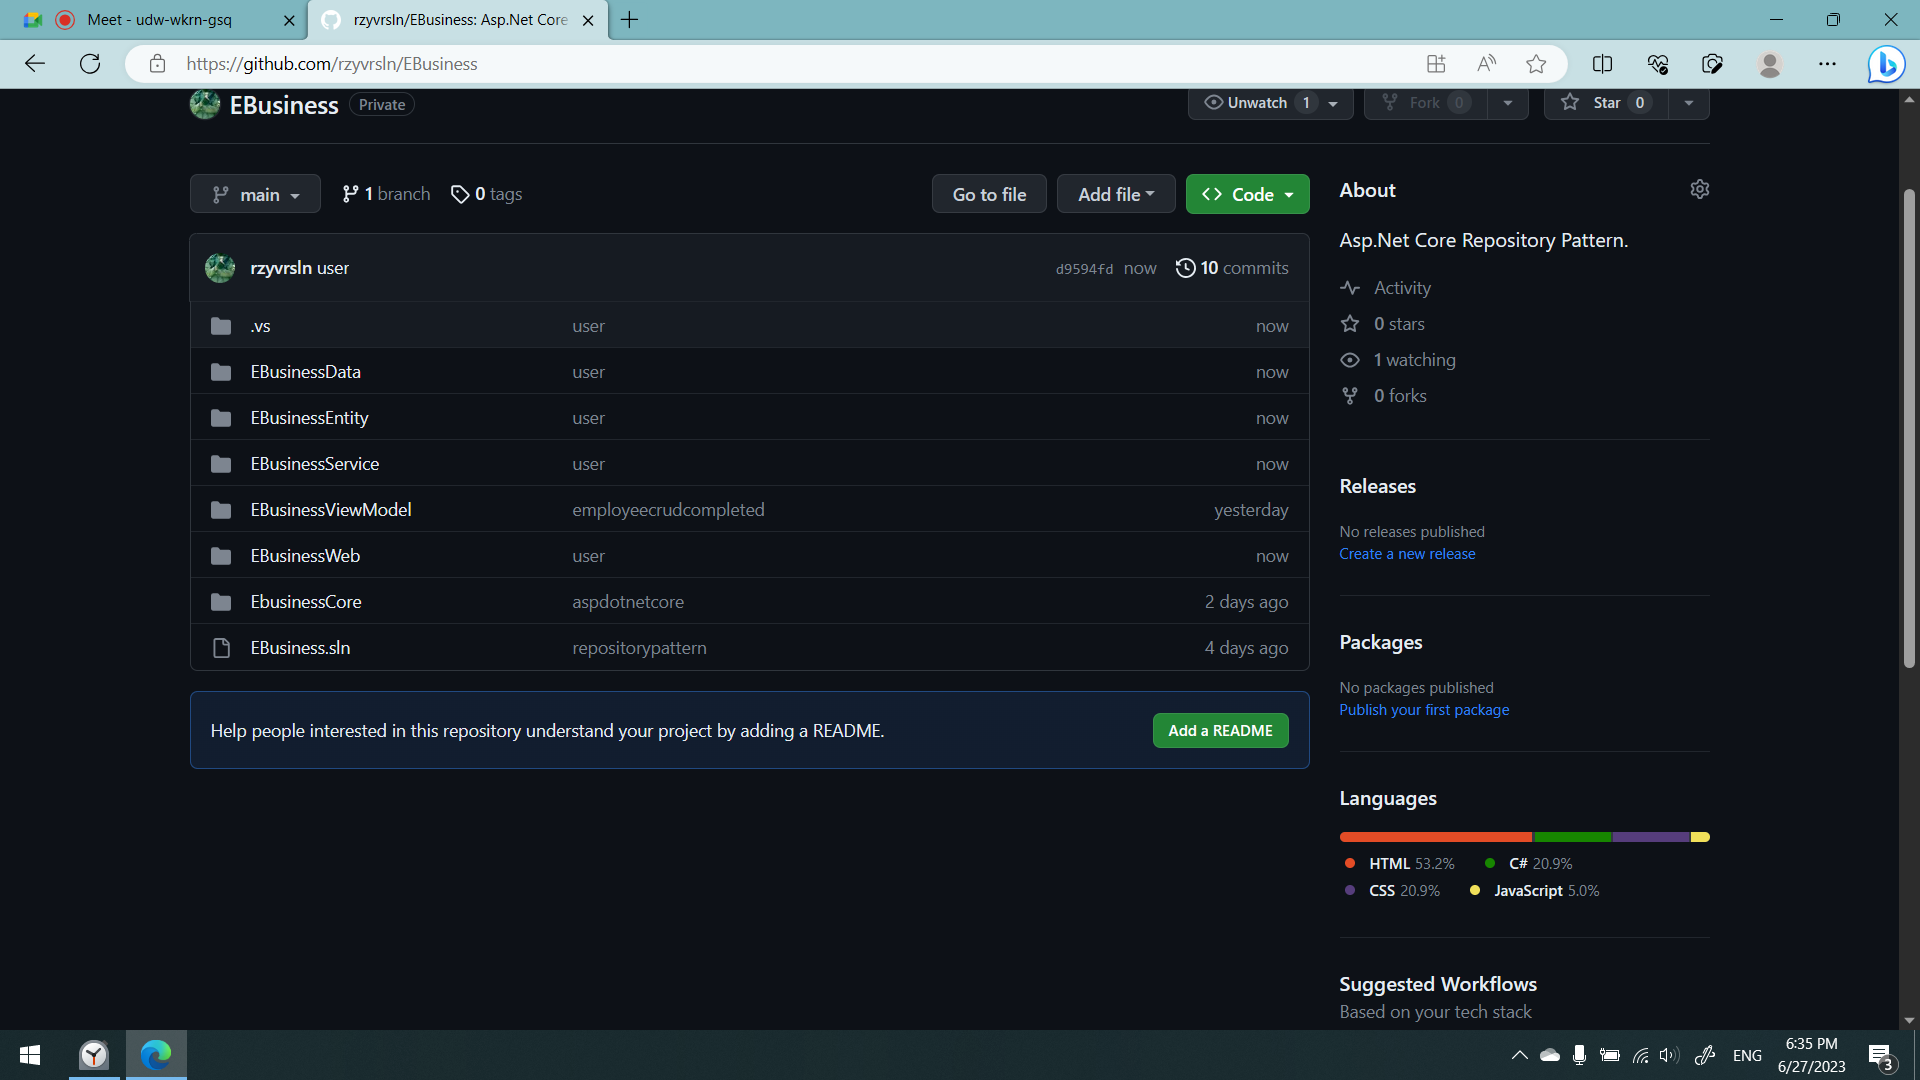 Meet - udw-wkrn-gsq
rzyvrsln/EBusiness: Asp.Net Core
https://github.com/rzyvrsln/EBusiness
EBusiness Private
Unwatch 1
Fork 0
Star 0
main
1 branch
0 tags
Go to file
Add file
<> Code
rzyvrsln user
d9594fd now
10 commits
.vs user now
EBusinessData user now
EBusinessEntity user now
EBusinessService user now
EBusinessViewModel employeecrudcompleted yesterday
EBusinessWeb user now
EbusinessCore aspdotnetcore 2 days ago
EBusiness.sln repositorypattern 4 days ago
Help people interested in this repository understand your project by adding a README.
Add a README
About
Asp.Net Core Repository Pattern.
Activity
0 stars
1 watching
0 forks
Releases
No releases published
Create a new release
Packages
No packages published
Publish your first package
Languages
HTML 53.2%
C# 20.9%
CSS 20.9%
JavaScript 5.0%
Suggested Workflows
Based on your tech stack
ENG
6:35 PM
6/27/2023
3